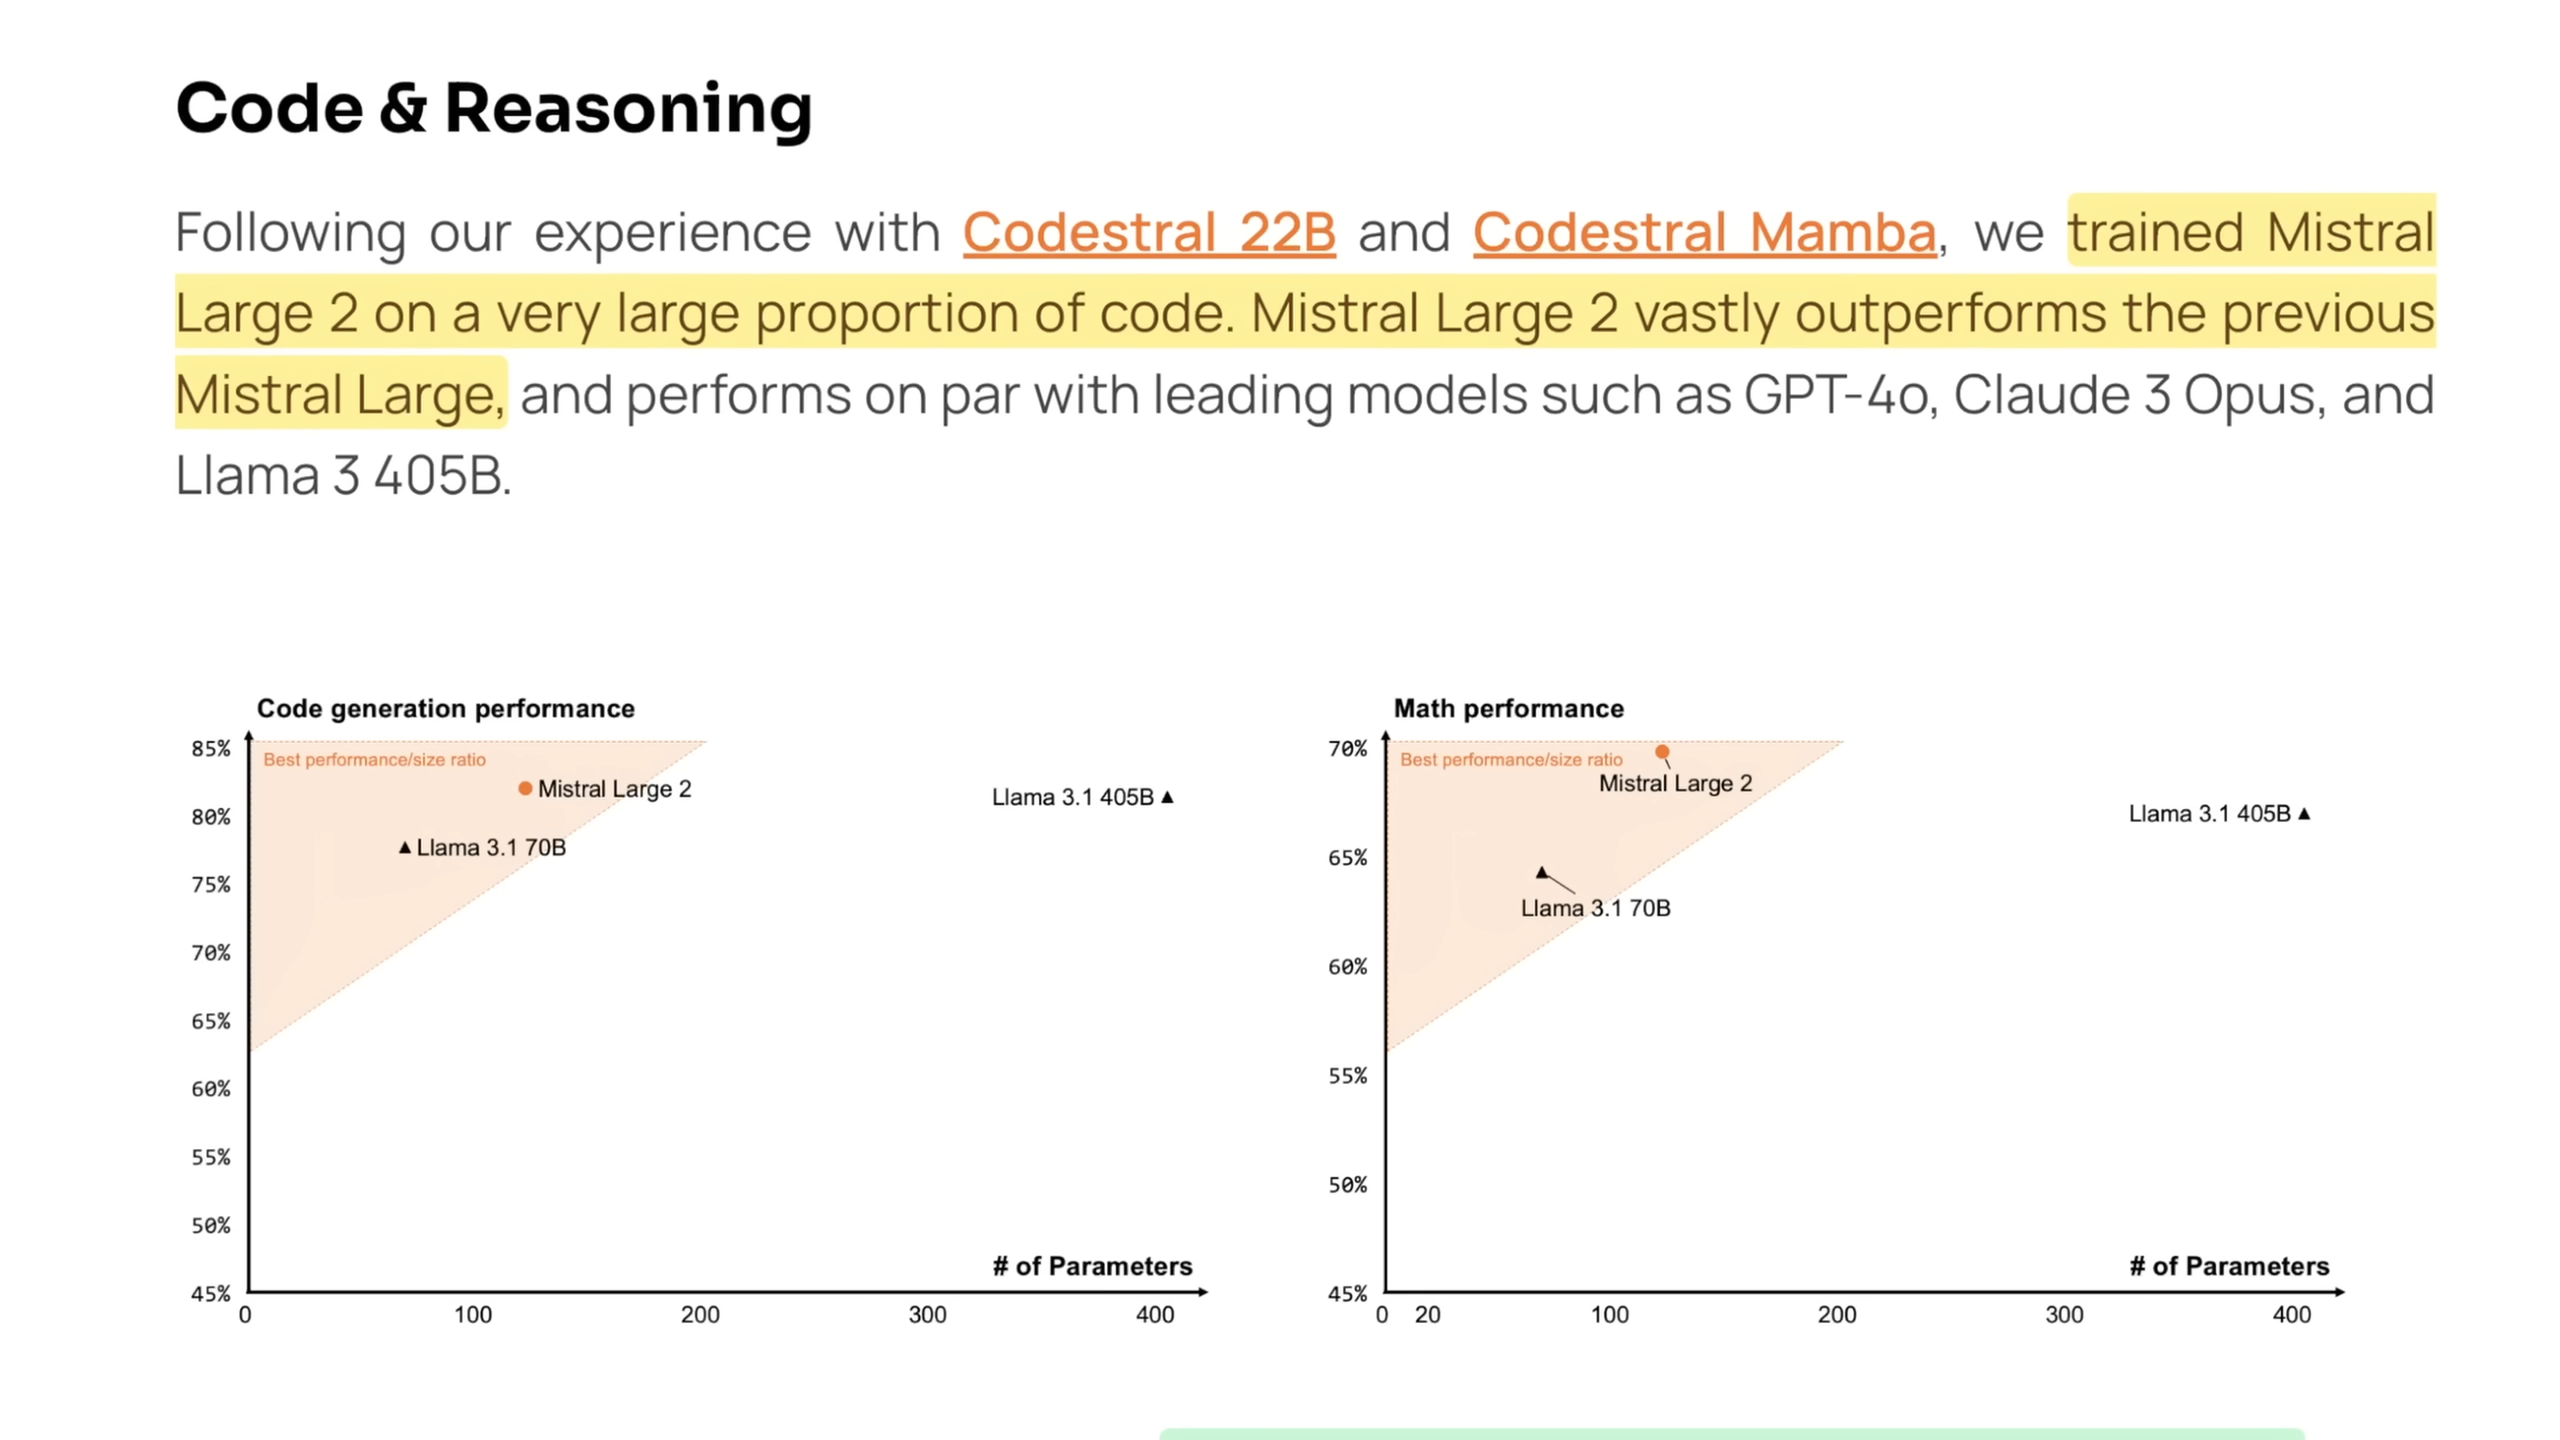 Code & Reasoning
Following our experience with Codestral 22B and Codestral Mamba, we trained Mistral
Large 2 on a very large proportion of code. Mistral Large 2 vastly outperforms the previous
Mistral Large, and performs on par with leading models such as GPT-4o, Claude 3 Opus, and
Llama 3 405B.
Code generation performance
85%
Best performance/size ratio
Mistral Large 2
Llama 3.1 405B
80%
Llama 3.1 70B
75%
70%
65%
60%
55%
50%
# of Parameters
45%
0 100 200 300 400
Math performance
70%
Best performance/size ratio
Mistral Large 2
Llama 3.1 405B
65%
Llama 3.1 70B
60%
55%
50%
# of Parameters
45%
0 20 100 200 300 400